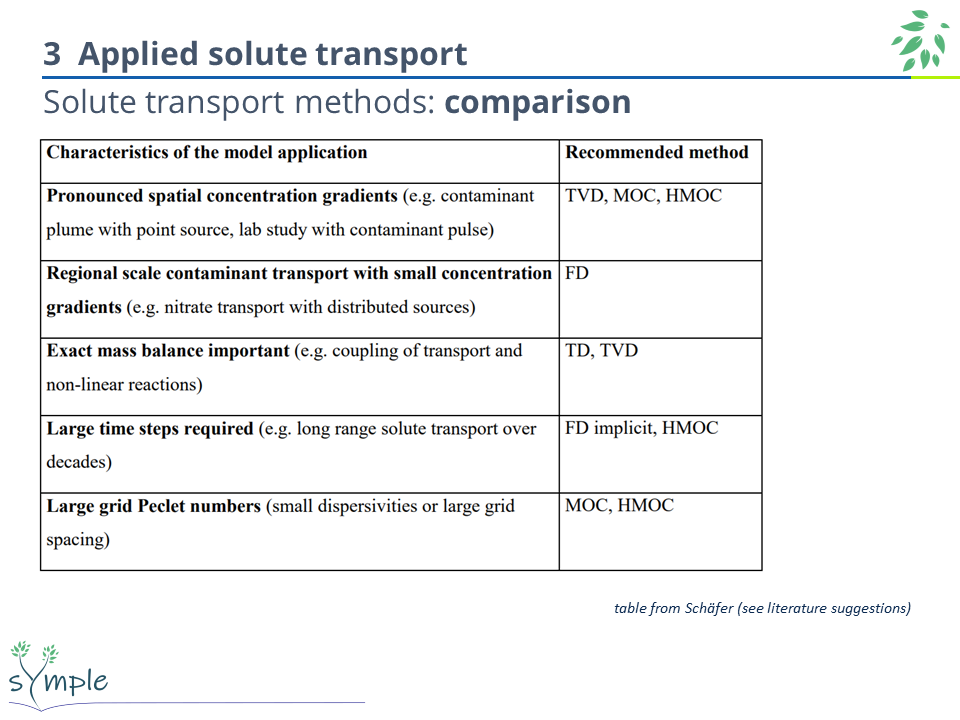 3 Applied solute transport
Solute transport methods: comparison
Characteristics of the model application
Recommended method
Pronounced spatial concentration gradients (e.g. contaminant
plume with point source, lab study with contaminant pulse)
TVD, MOC, HMOC
Regional scale contaminant transport with small concentration
gradients (e.g. nitrate transport with distributed sources)
FD
Exact mass balance important (e.g. coupling of transport and
non-linear reactions)
TD, TVD
Large time steps required (e.g. long range solute transport over
decades)
FD implicit, HMOC
Large grid Peclet numbers (small dispersivities or large grid
spacing)
MOC, HMOC
table from Schäfer (see literature suggestions)
sYmple